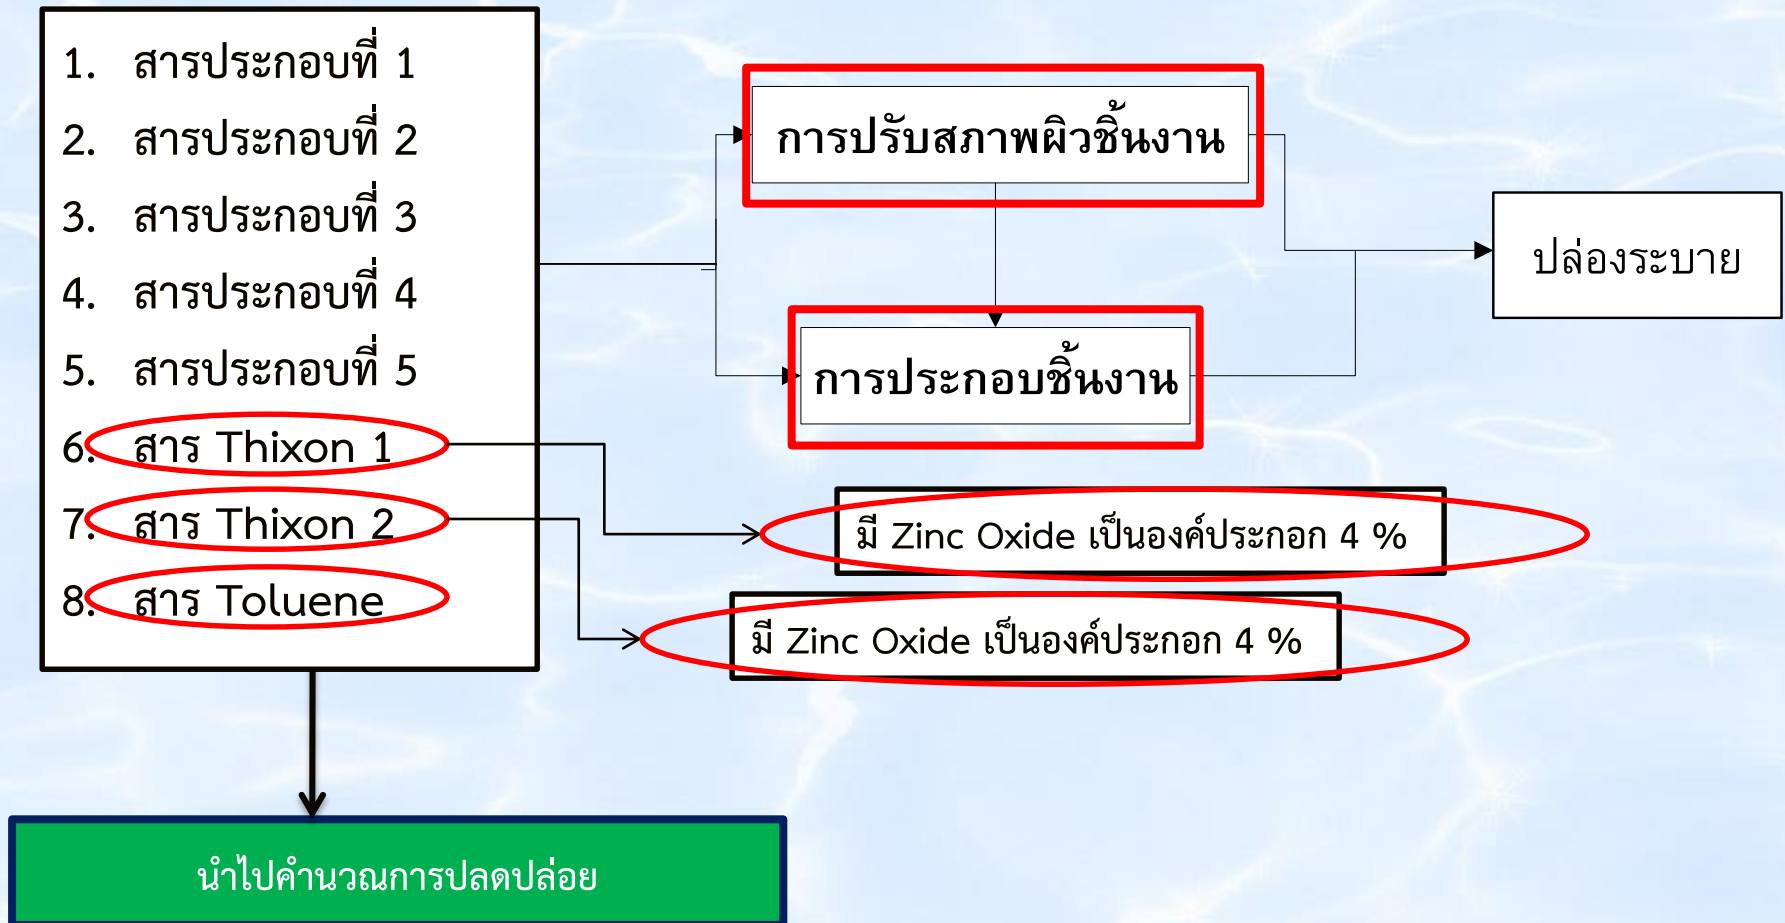 1. สารประกอบที่ 1
2. สารประกอบที่ 2
3. สารประกอบที่ 3
4. สารประกอบที่ 4
5. สารประกอบที่ 5
6. สาร Thixon 1
7. สาร Thixon 2
8. สาร Toluene
การปรับสภาพผิวชิ้นงาน
การประกอบชิ้นงาน
ปล่องระบาย
มี Zinc Oxide เป็นองค์ประกอก 4 %
มี Zinc Oxide เป็นองค์ประกอก 4 %
นำไปคำนวณการปลดปล่อย